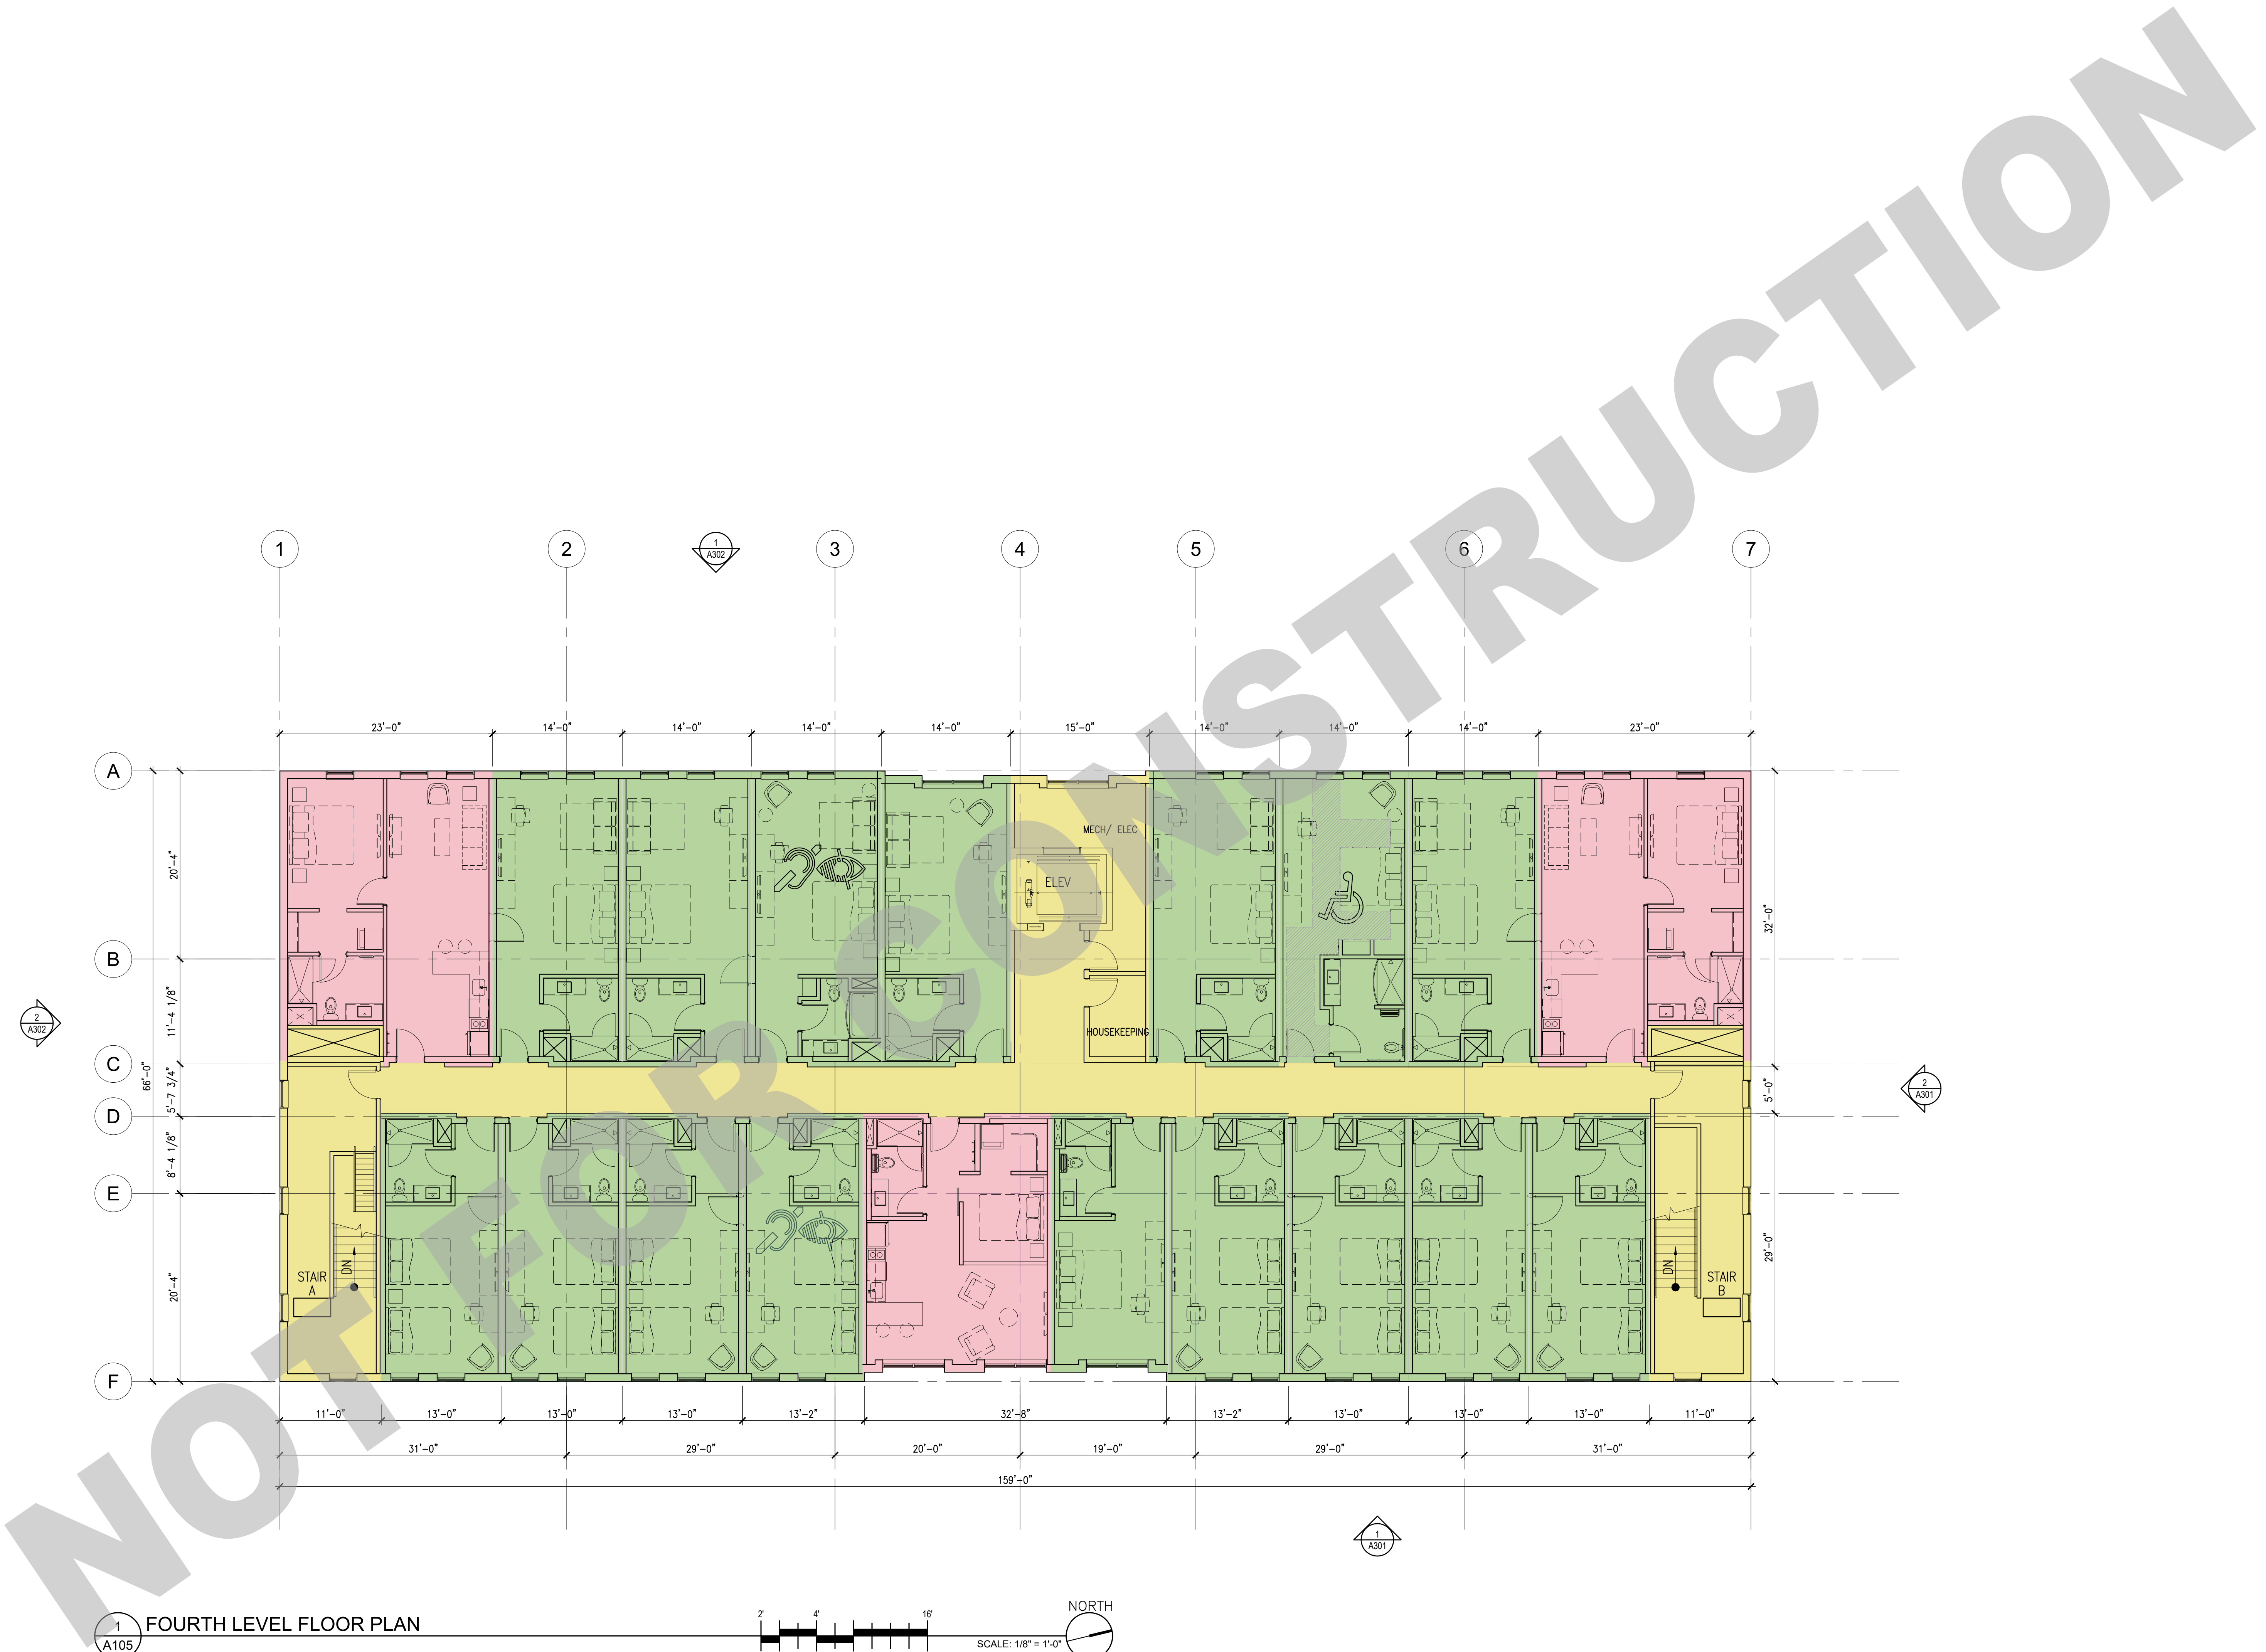 NOT FOR CONSTRUCTION
1 2 3 4 5 6 7
1
A302
23'-0" 14'-0" 14'-0" 14'-0" 14'-0" 15'-0" 14'-0" 14'-0" 14'-0" 23'-0"
A
MECH/ ELEC
20'-4"
ELEV
32'-0"
B
11'-4 1/8"
2
A302
HOUSEKEEPING
C
66'-0"
5'-7 3/4"
5'-0"
2
A301
D
8'-4 1/8"
E
29'-0"
20'-4"
DN
STAIR
A
DN
STAIR
B
F
11'-0" 13'-0" 13'-0" 13'-0" 13'-2" 32'-8" 13'-2" 13'-0" 13'-0" 13'-0" 11'-0"
31'-0" 29'-0" 20'-0" 19'-0" 29'-0" 31'-0"
159'-0"
1
A301
1
A105
FOURTH LEVEL FLOOR PLAN
2' 4' 16'
SCALE: 1/8" = 1'-0"
NORTH